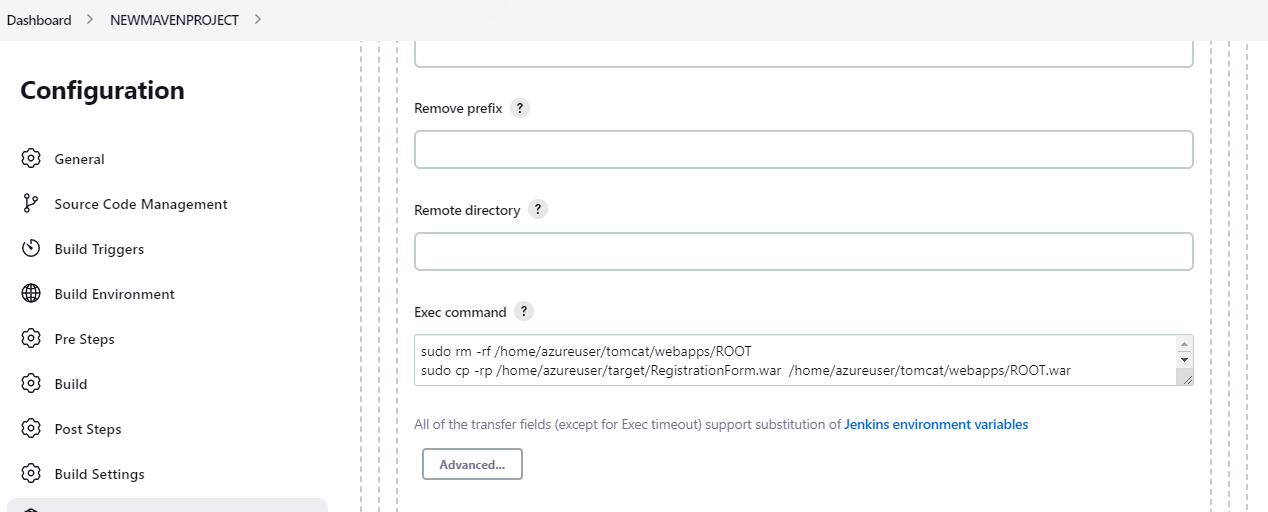 Dashboard > NEWMAVENPROJECT >
Configuration
General
Source Code Management
Build Triggers
Build Environment
Pre Steps
Build
Post Steps
Build Settings
Remove prefix ?
Remote directory ?
Exec command ?
sudo rm -rf /home/azureuser/tomcat/webapps/ROOT
sudo cp -rp /home/azureuser/target/RegistrationForm.war  /home/azureuser/tomcat/webapps/ROOT.war
All of the transfer fields (except for Exec timeout) support substitution of Jenkins environment variables
Advanced...